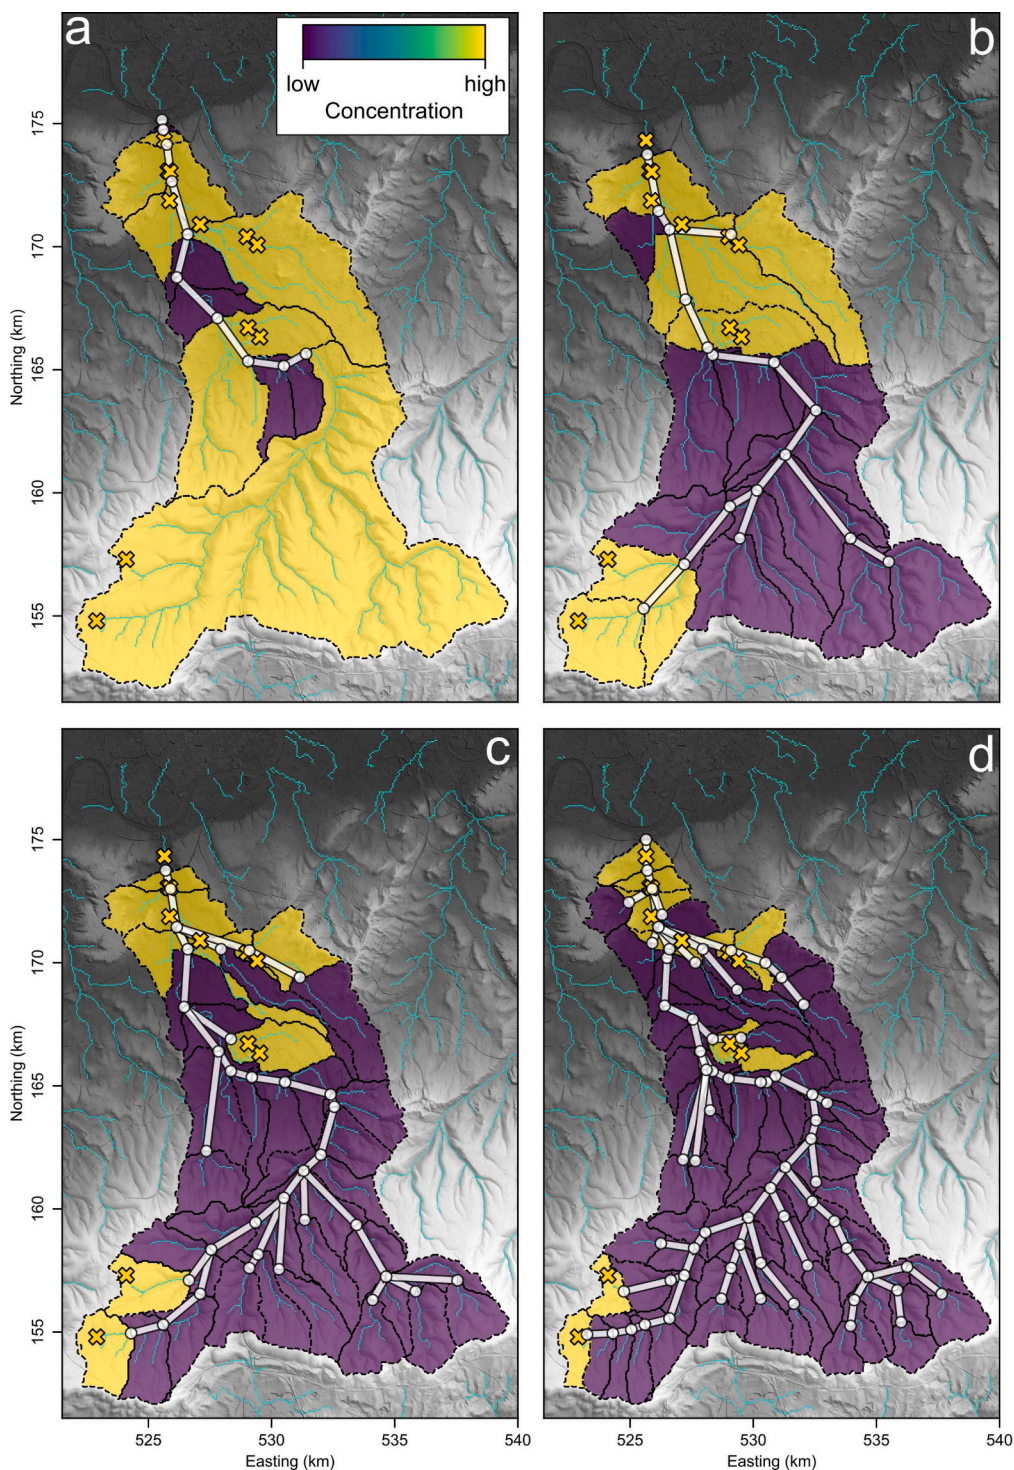 a
b
low
high
Concentration
175
170
165
160
155
Northing (km)
c
d
175
170
165
160
155
Northing (km)
525
530
535
540
525
530
535
540
Easting (km)
Easting (km)